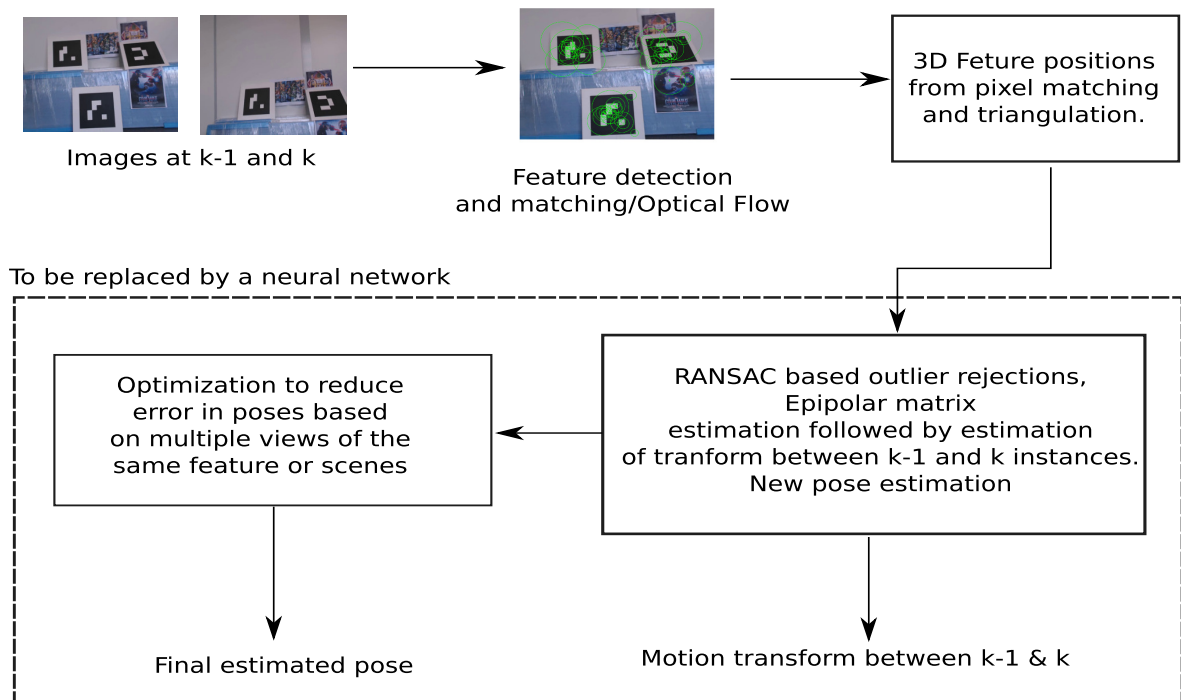 Images at k-1 and k
Feature detection
and matching/Optical Flow
3D Feture positions
from pixel matching
and triangulation.
To be replaced by a neural network
RANSAC based outlier rejections,
Epipolar matrix
estimation followed by estimation
of tranform between k-1 and k instances.
New pose estimation
Optimization to reduce
error in poses based
on multiple views of the
same feature or scenes
Final estimated pose
Motion transform between k-1 & k